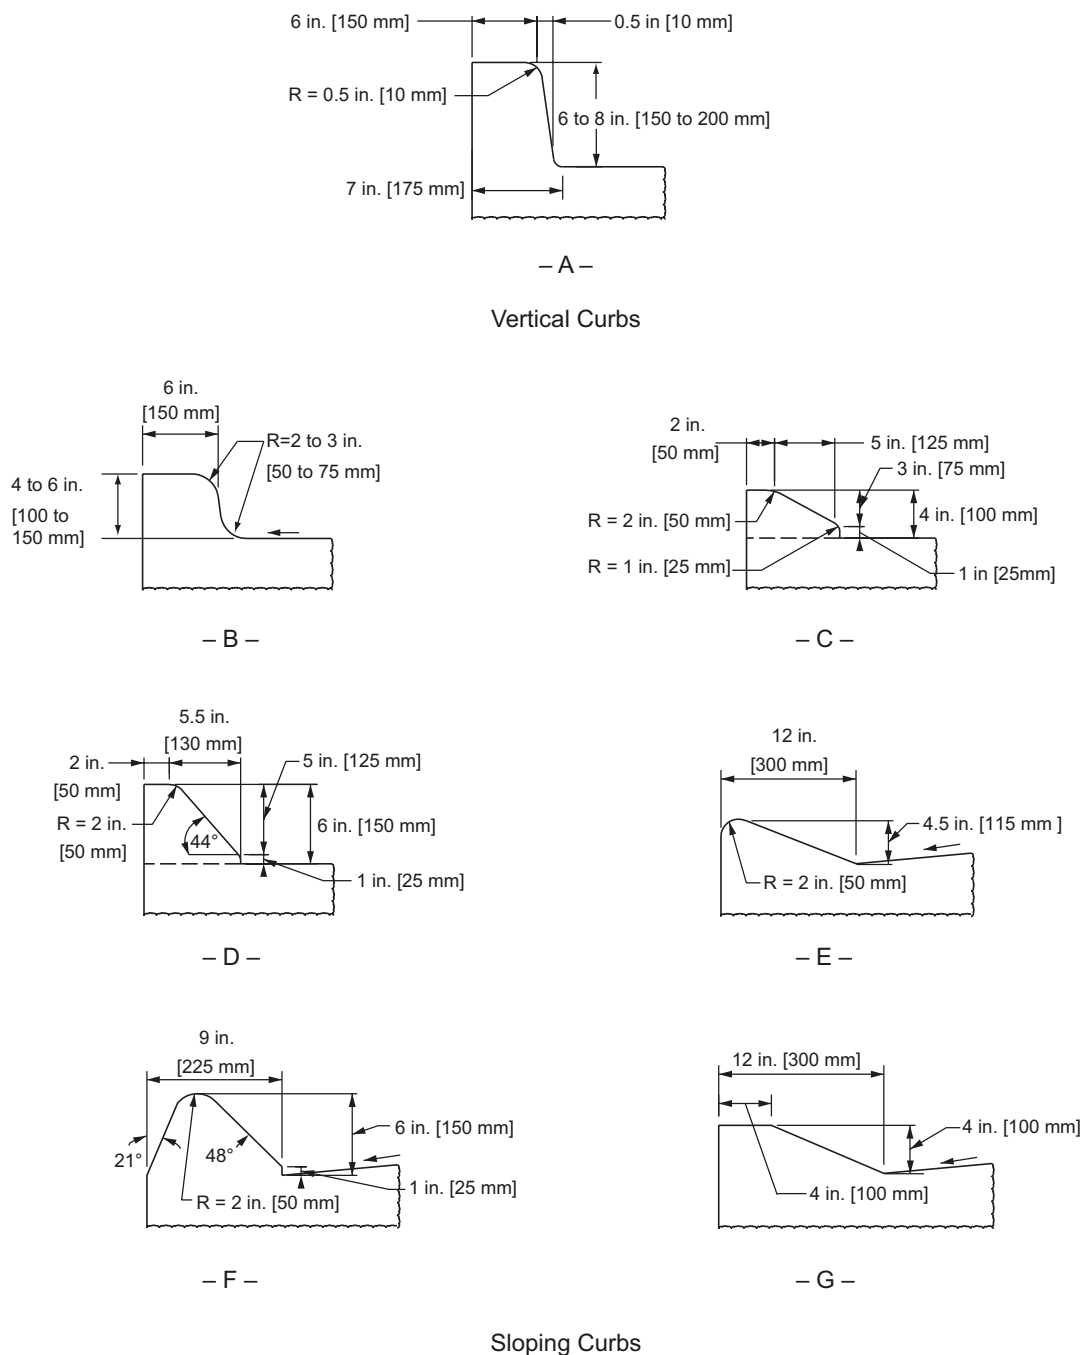 6 in. [150 mm]
0.5 in [10 mm]
R = 0.5 in. [10 mm]
6 to 8 in. [150 to 200 mm]
7 in. [175 mm]
– A –
Vertical Curbs
6 in.
[150 mm]
R=2 to 3 in.
[50 to 75 mm]
4 to 6 in.
[100 to
150 mm]
– B –
2 in.
[50 mm]
5 in. [125 mm]
3 in. [75 mm]
R = 2 in. [50 mm]
4 in. [100 mm]
R = 1 in. [25 mm]
1 in [25mm]
– C –
5.5 in.
[130 mm]
2 in.
[50 mm]
5 in. [125 mm]
R = 2 in.
[50 mm]
6 in. [150 mm]
44°
1 in. [25 mm]
– D –
12 in.
[300 mm]
4.5 in. [115 mm ]
R = 2 in. [50 mm]
– E –
9 in.
[225 mm]
6 in. [150 mm]
21°
48°
1 in. [25 mm]
R = 2 in. [50 mm]
– F –
12 in. [300 mm]
4 in. [100 mm]
4 in. [100 mm]
– G –
Sloping Curbs